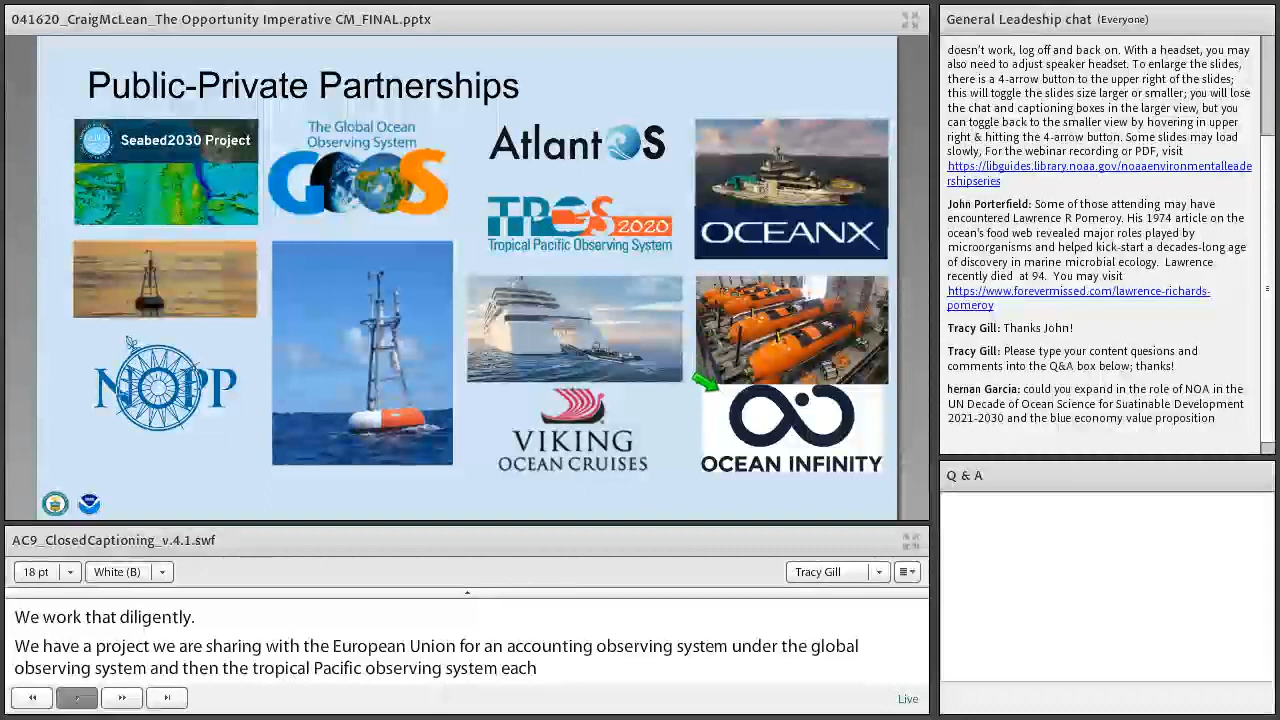 041620_CraigMcLean_The Opportunity Imperative CM_FINAL.pptx
Public-Private Partnerships
Seabed2030 Project
The Global Ocean
Observing System
GOOS
AtlantOS
TPOS 2020
Tropical Pacific Observing System
OCEANX
NOPP
VIKING
OCEAN CRUISES
OCEAN INFINITY
AC9_ClosedCaptioning_v.4.1.swf
18 pt
White (B)
Tracy Gill
We work that diligently.
We have a project we are sharing with the European Union for an accounting observing system under the global
observing system and then the tropical Pacific observing system each
Live
General Leadership chat (Everyone)
doesn't work, log off and back on. With a headset, you may
also need to adjust speaker headset. To enlarge the slides,
there is a 4-arrow button to the upper right of the slides;
this will toggle the slides size larger or smaller; you will lose
the chat and captioning boxes in the larger view, but you
can toggle back to the smaller view by hovering in upper
right & hitting the 4-arrow button. Some slides may load
slowly. For the webinar recording or PDF, visit
https://libguides.library.noaa.gov/noaaenvironmentalleade
rshipseries
John Porterfield: Some of those attending may have
encountered Lawrence R Pomeroy. His 1974 article on the
ocean's food web revealed major roles played by
microorganisms and helped kick-start a decades-long age
of discovery in marine microbial ecology. Lawrence
recently died at 94. You may visit
https://www.forevermissed.com/lawrence-richards-
pomeroy
Tracy Gill: Thanks John!
Tracy Gill: Please type your content quesions and
comments into the Q&A box below; thanks!
hernan Garcia: could you expand in the role of NOA in the
UN Decade of Ocean Science for Suatinable Development
2021-2030 and the blue economy value proposition
Q & A